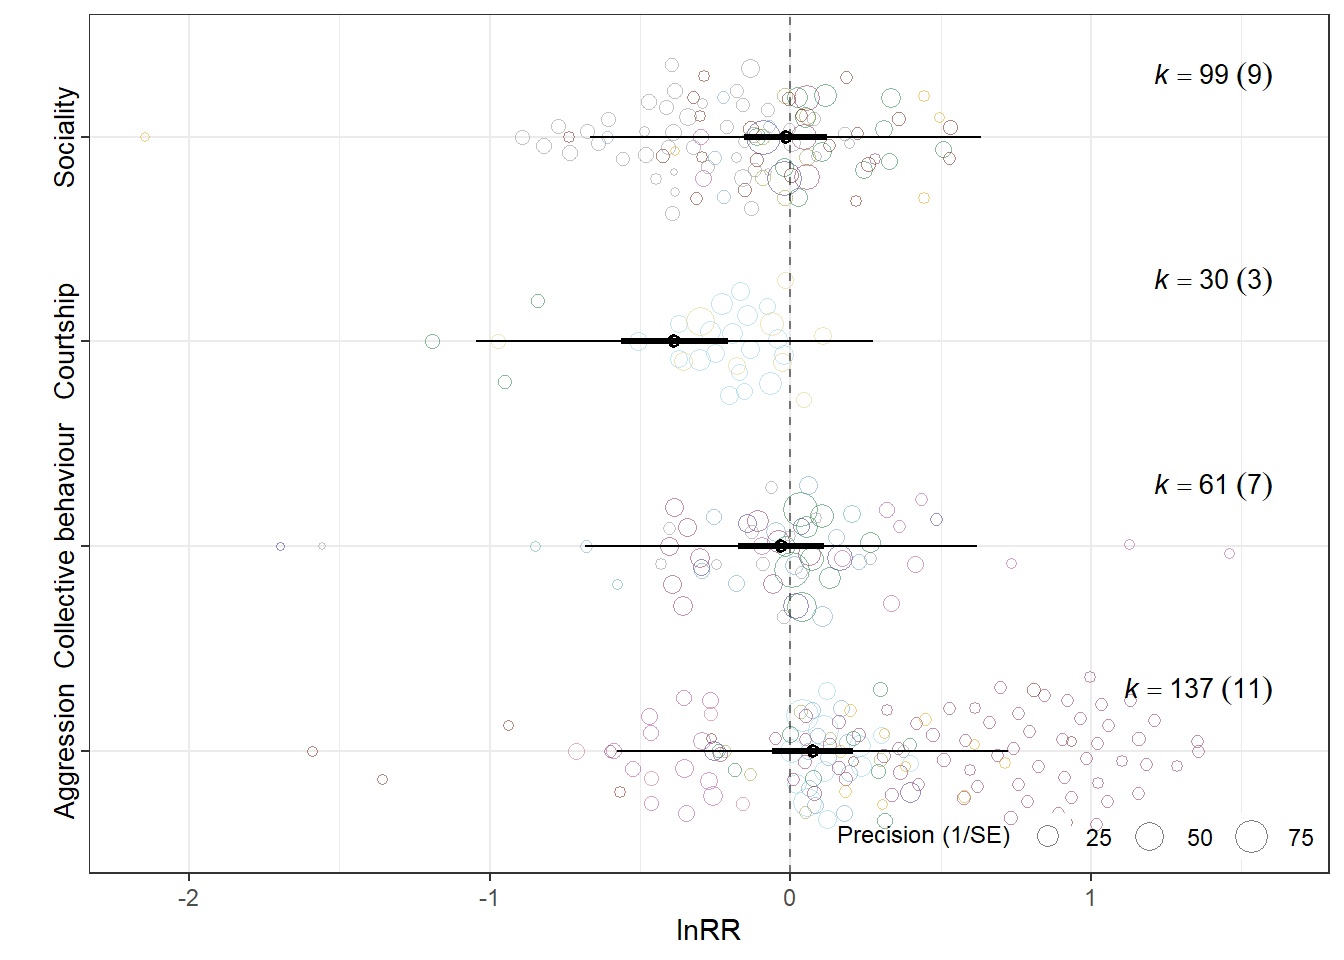 Sociality
k = 99 (9)
Courtship
k = 30 (3)
Collective behaviour
k = 61 (7)
Aggression
k = 137 (11)
Precision (1/SE) 25 50 75
-2 -1 0 1
lnRR